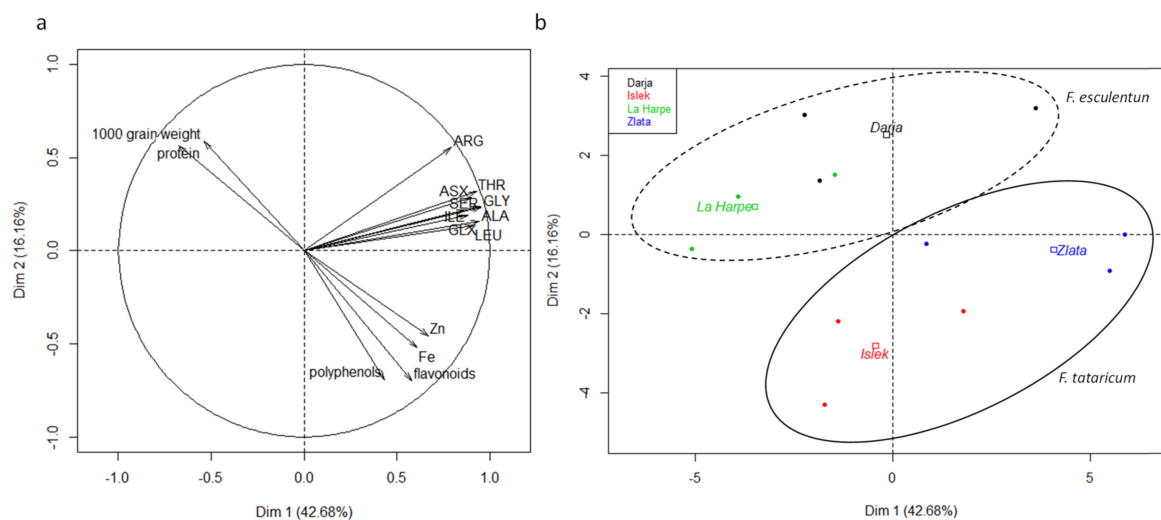 a
1.0
0.5
0.0
-0.5
-1.0
Dim 2 (16.16%)
1000 grain weight
protein
ARG
ASX
THR
SER
GLY
ILE
ALA
GLX
LEU
Zn
Fe
polyphenols
flavonoids
-1.0
-0.5
0.0
0.5
1.0
Dim 1 (42.68%)
b
4
2
0
-2
-4
Dim 2 (16.16%)
Darja
Islek
La Harpe
Zlata
F. esculentun
Darja
La Harpe
Zlata
Islek
F. tataricum
-5
0
5
Dim 1 (42.68%)